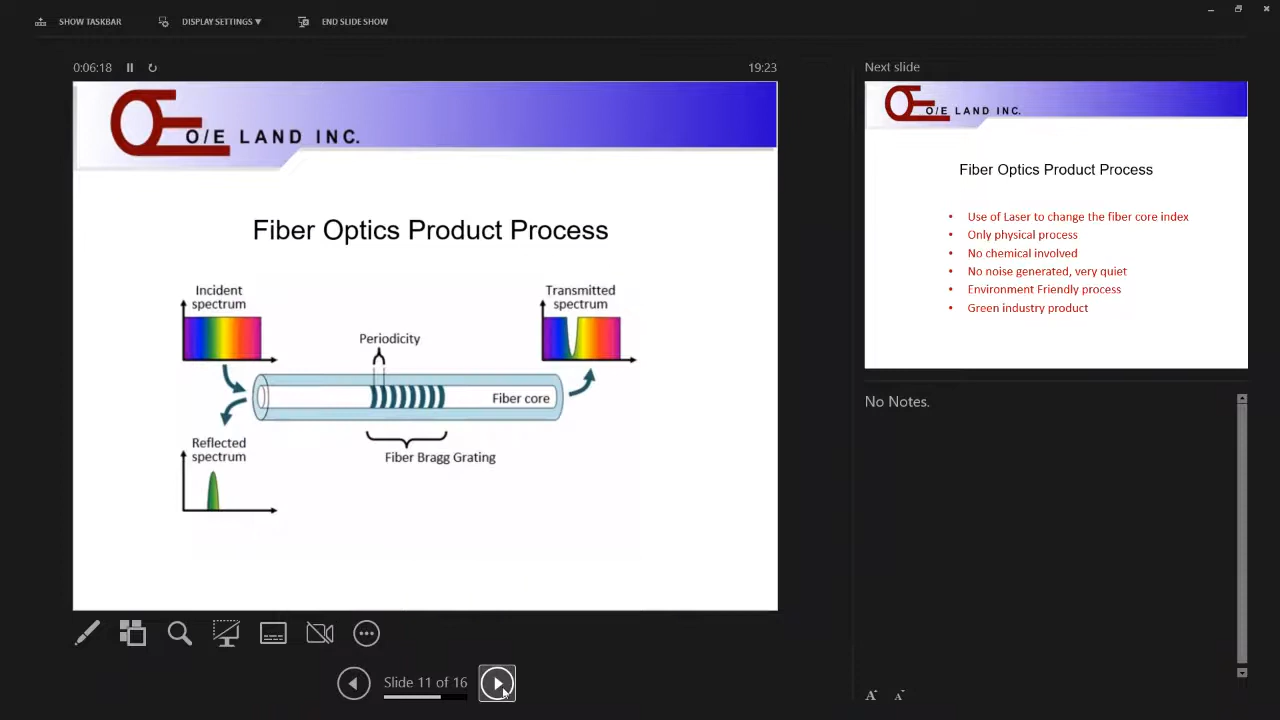 SHOW TASKBAR
DISPLAY SETTINGS ▼
END SLIDE SHOW
0:06:18
19:23
O/E LAND INC.
Fiber Optics Product Process
Incident
spectrum
Transmitted
spectrum
Periodicity
Fiber core
Reflected
spectrum
Fiber Bragg Grating
Slide 11 of 16
Next slide
O/E LAND INC.
Fiber Optics Product Process
• Use of Laser to change the fiber core index
• Only physical process
• No chemical involved
• No noise generated, very quiet
• Environment Friendly process
• Green industry product
No Notes.
A A